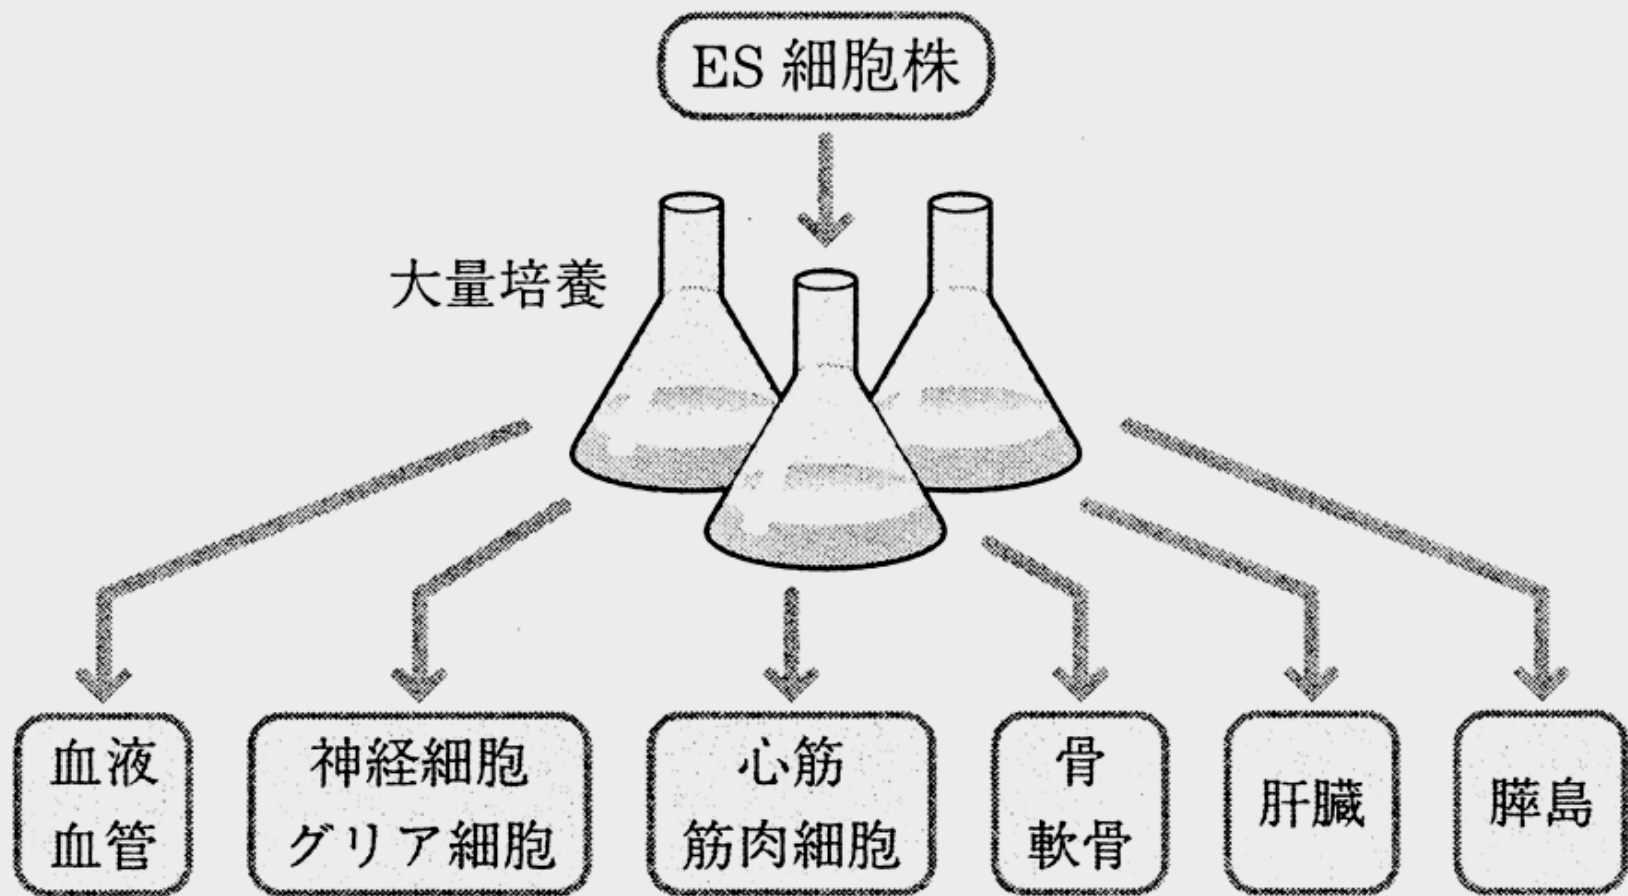 ES 細胞株
大量培養
血液
血管
神経細胞
グリア細胞
心筋
筋肉細胞
骨
軟骨
肝臓
膵島